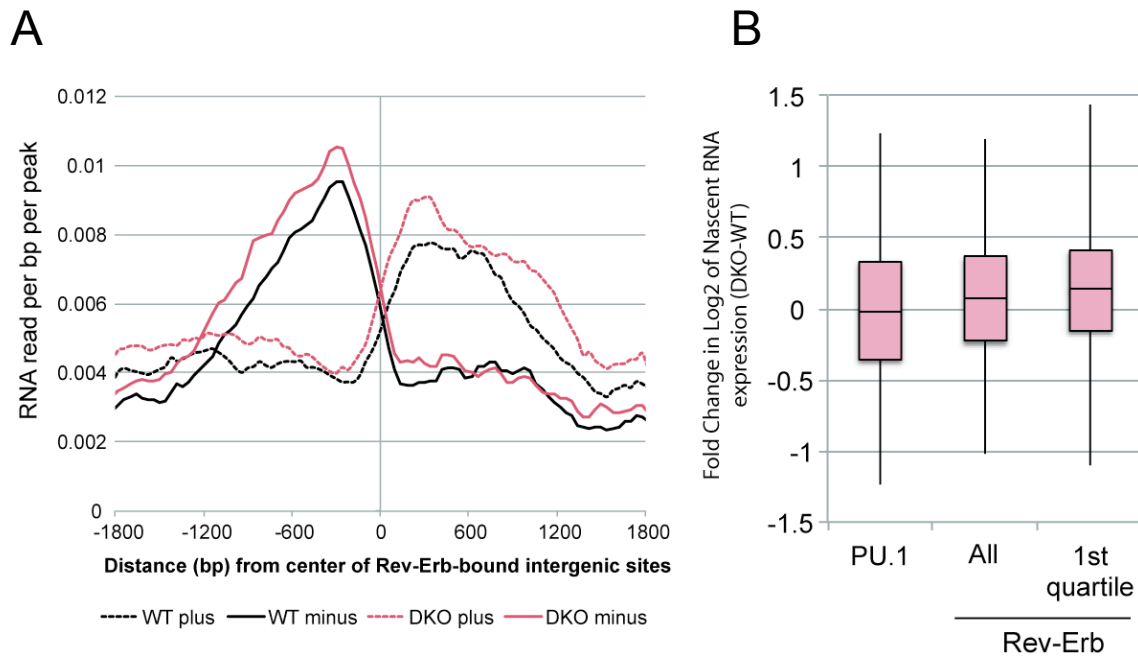 A
RNA read per bp per peak
0.012
0.01
0.008
0.006
0.004
0.002
0
-1800 -1200 -600 0 600 1200 1800
Distance (bp) from center of Rev-Erb-bound intergenic sites
WT plus WT minus DKO plus DKO minus
B
Fold Change in Log2 of Nascent RNA
expression (DKO-WT)
1.5
1
0.5
0
-0.5
-1
-1.5
PU.1 All 1st
quartile
Rev-Erb